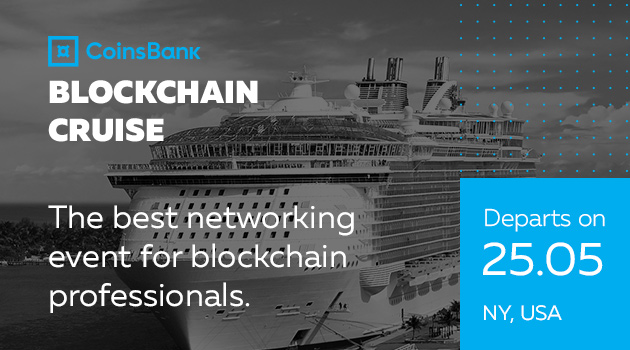 CoinsBank
BLOCKCHAIN
CRUISE
The best networking
event for blockchain
professionals.
Departs on
25.05
NY, USA